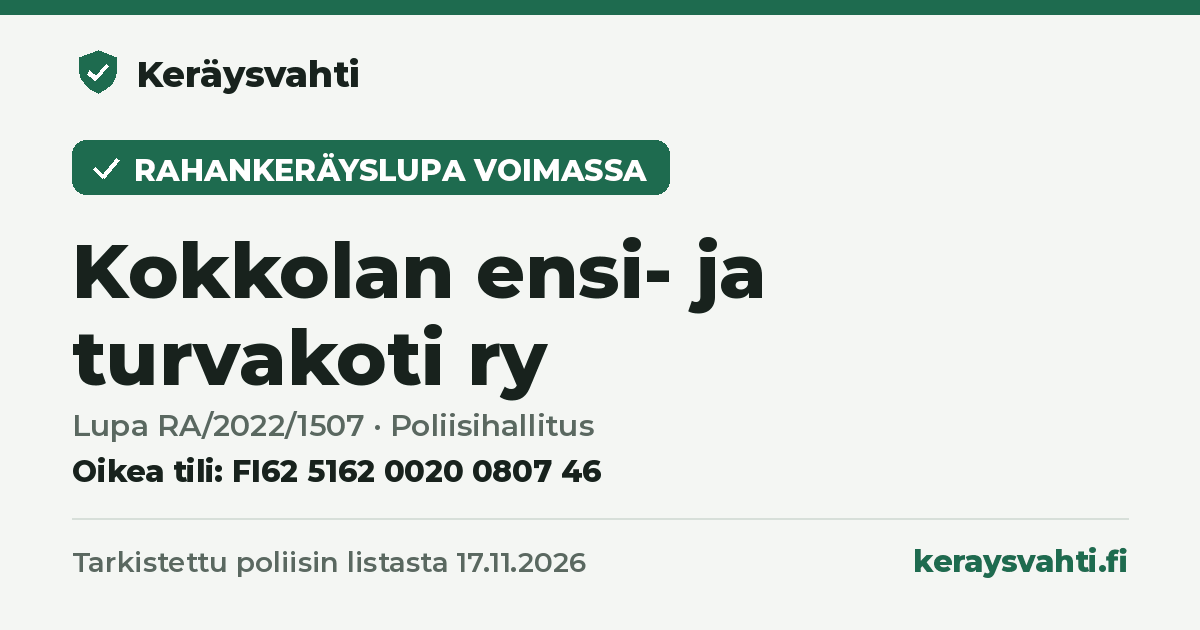 Keräysvahti
RAHANKERÄYSLUPA VOIMASSA
Kokkolan ensi- ja
turvakoti ry
Lupa RA/2022/1507 · Poliisihallitus
Oikea tili: FI62 5162 0020 0807 46
Tarkistettu poliisin listasta 17.11.2026
keraysvahti.fi